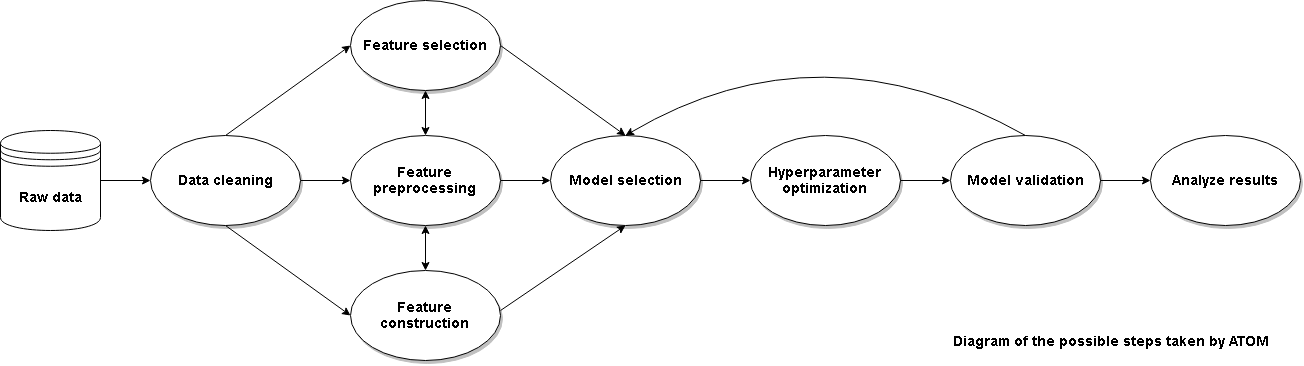 Feature selection
Raw data
Data cleaning
Feature
preprocessing
Model selection
Hyperparameter
optimization
Model validation
Analyze results
Feature
construction
Diagram of the possible steps taken by ATOM